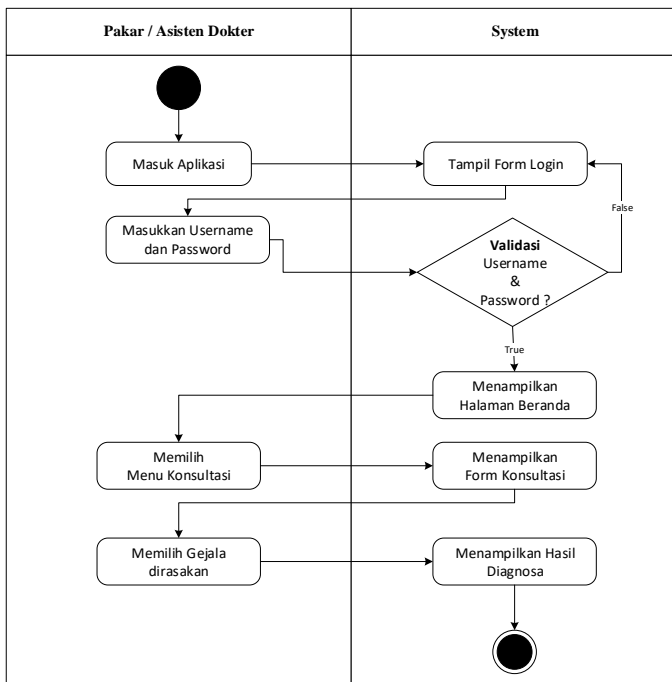 Pakar / Asisten Dokter
System
Masuk Aplikasi
Tampil Form Login
False
Masukkan Username
dan Password
Validasi
Username
&
Password ?
True
Menampilkan
Halaman Beranda
Memilih
Menu Konsultasi
Menampilkan
Form Konsultasi
Memilih Gejala
dirasakan
Menampilkan Hasil
Diagnosa